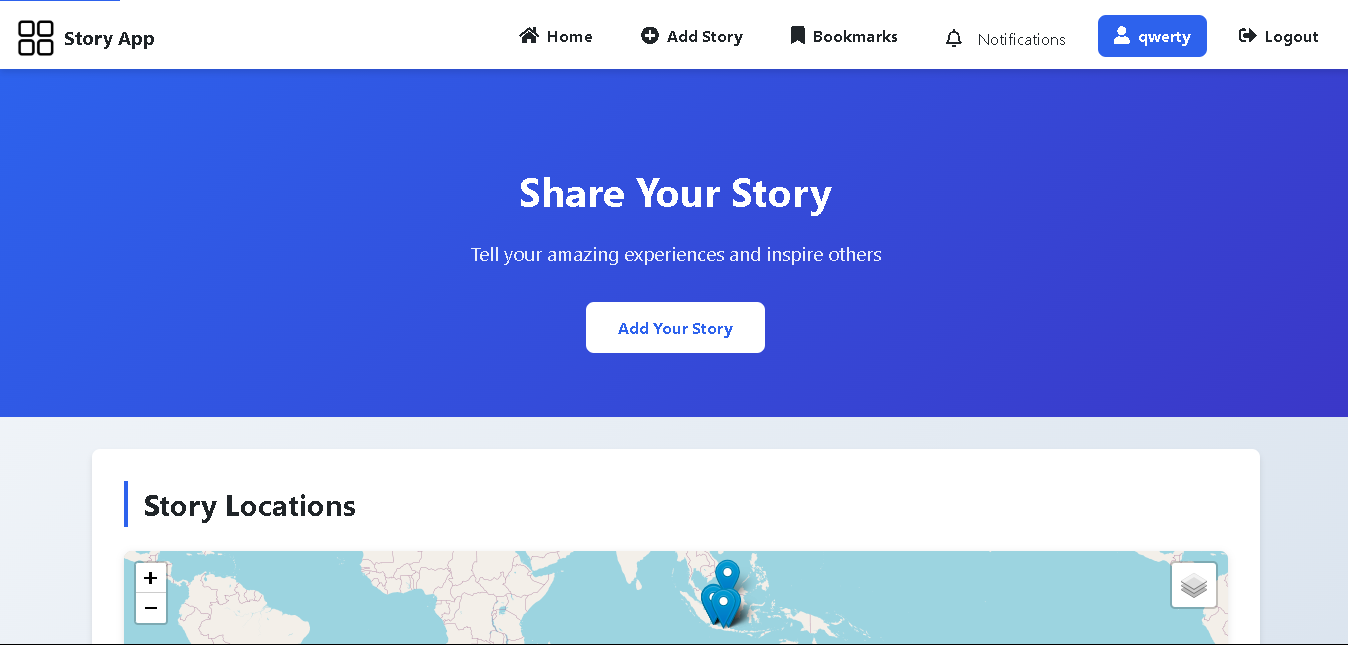 Story App
Home
Add Story
Bookmarks
Notifications
qwerty
Logout
Share Your Story
Tell your amazing experiences and inspire others
Add Your Story
Story Locations
+
−